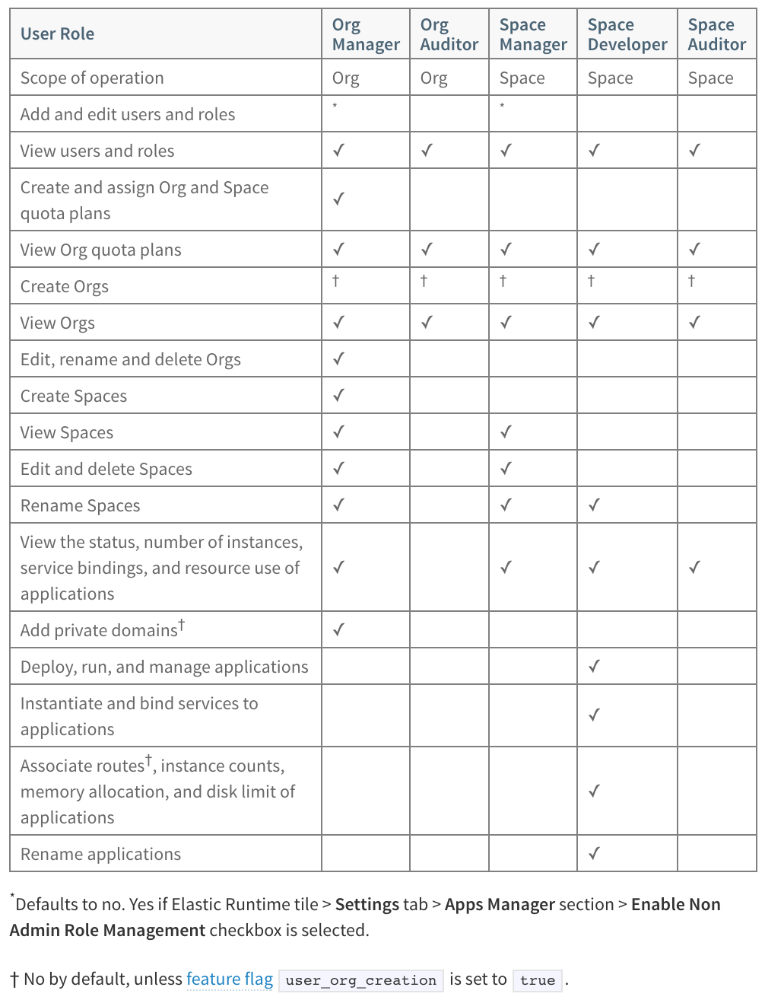 User Role Org Manager Org Auditor Space Manager Space Developer Space Auditor
Scope of operation Org Org Space Space Space
Add and edit users and roles * *
View users and roles ✓ ✓ ✓ ✓ ✓
Create and assign Org and Space
quota plans ✓
View Org quota plans ✓ ✓ ✓ ✓ ✓
Create Orgs † † † † †
View Orgs ✓ ✓ ✓ ✓ ✓
Edit, rename and delete Orgs ✓
Create Spaces ✓
View Spaces ✓ ✓
Edit and delete Spaces ✓ ✓
Rename Spaces ✓ ✓ ✓
View the status, number of instances,
service bindings, and resource use of
applications ✓ ✓ ✓ ✓
Add private domains† ✓
Deploy, run, and manage applications ✓
Instantiate and bind services to
applications ✓
Associate routes†, instance counts,
memory allocation, and disk limit of
applications ✓
Rename applications ✓
*Defaults to no. Yes if Elastic Runtime tile > Settings tab > Apps Manager section > Enable Non
Admin Role Management checkbox is selected.
† No by default, unless feature flag user_org_creation is set to true .